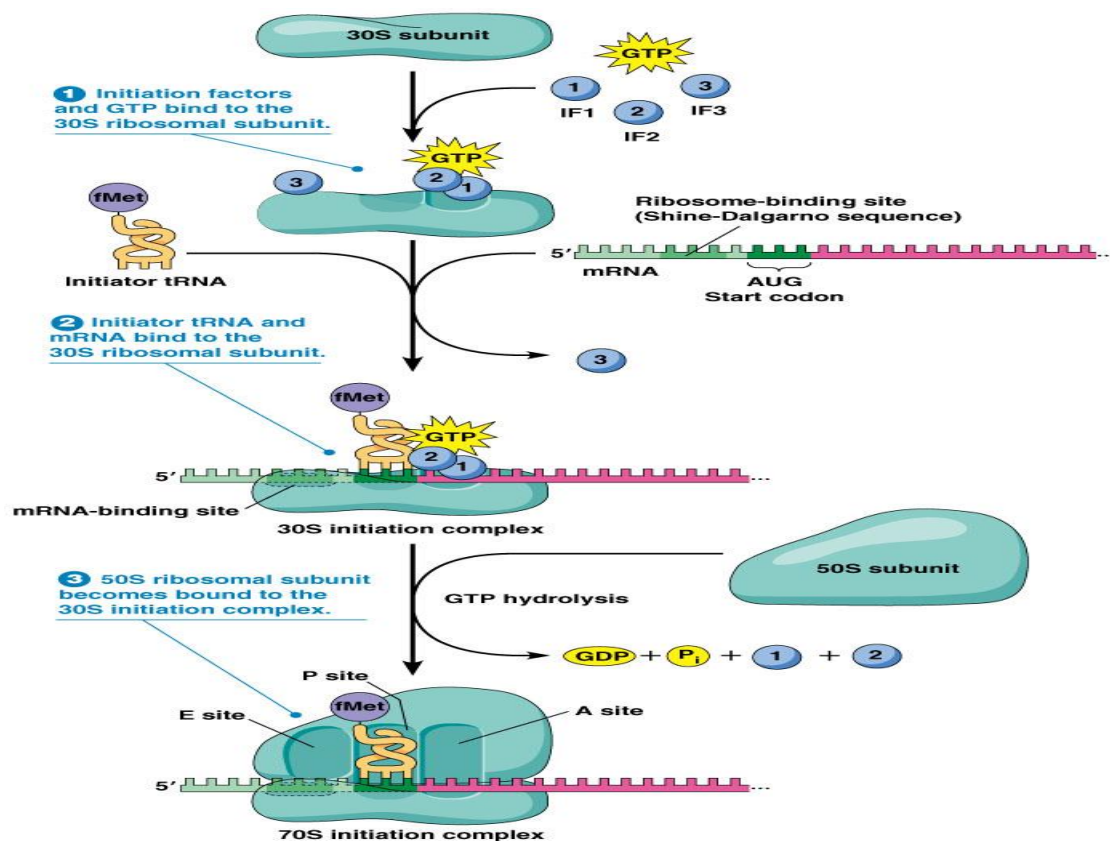 30S subunit
GTP
1
3
IF1
2
IF3
IF2
1 Initiation factors
and GTP bind to the
30S ribosomal subunit.
GTP
3
2
1
fMet
Initiator tRNA
Ribosome-binding site
(Shine-Dalgarno sequence)
5′
mRNA
...
AUG
Start codon
2 Initiator tRNA and
mRNA bind to the
30S ribosomal subunit.
3
fMet
GTP
2
1
5′
...
mRNA-binding site
30S initiation complex
3 50S ribosomal subunit
becomes bound to the
30S initiation complex.
50S subunit
GTP hydrolysis
GDP + Pi + 1 + 2
P site
fMet
E site
A site
5′
...
70S initiation complex